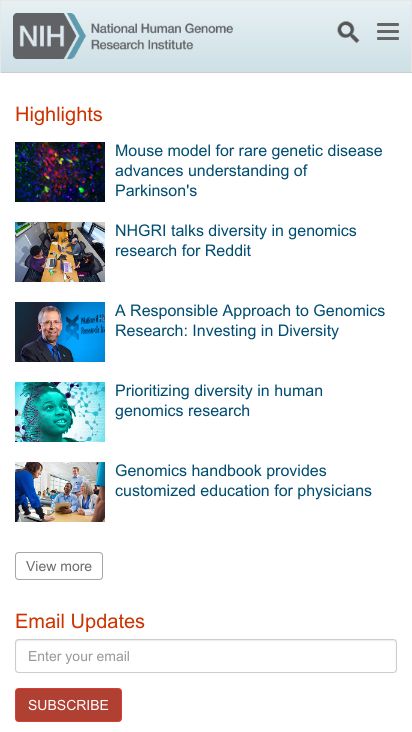 NIH
National Human Genome
Research Institute
Highlights
Mouse model for rare genetic disease
advances understanding of
Parkinson's
NHGRI talks diversity in genomics
research for Reddit
A Responsible Approach to Genomics
Research: Investing in Diversity
Prioritizing diversity in human
genomics research
Genomics handbook provides
customized education for physicians
View more
Email Updates
Enter your email
SUBSCRIBE